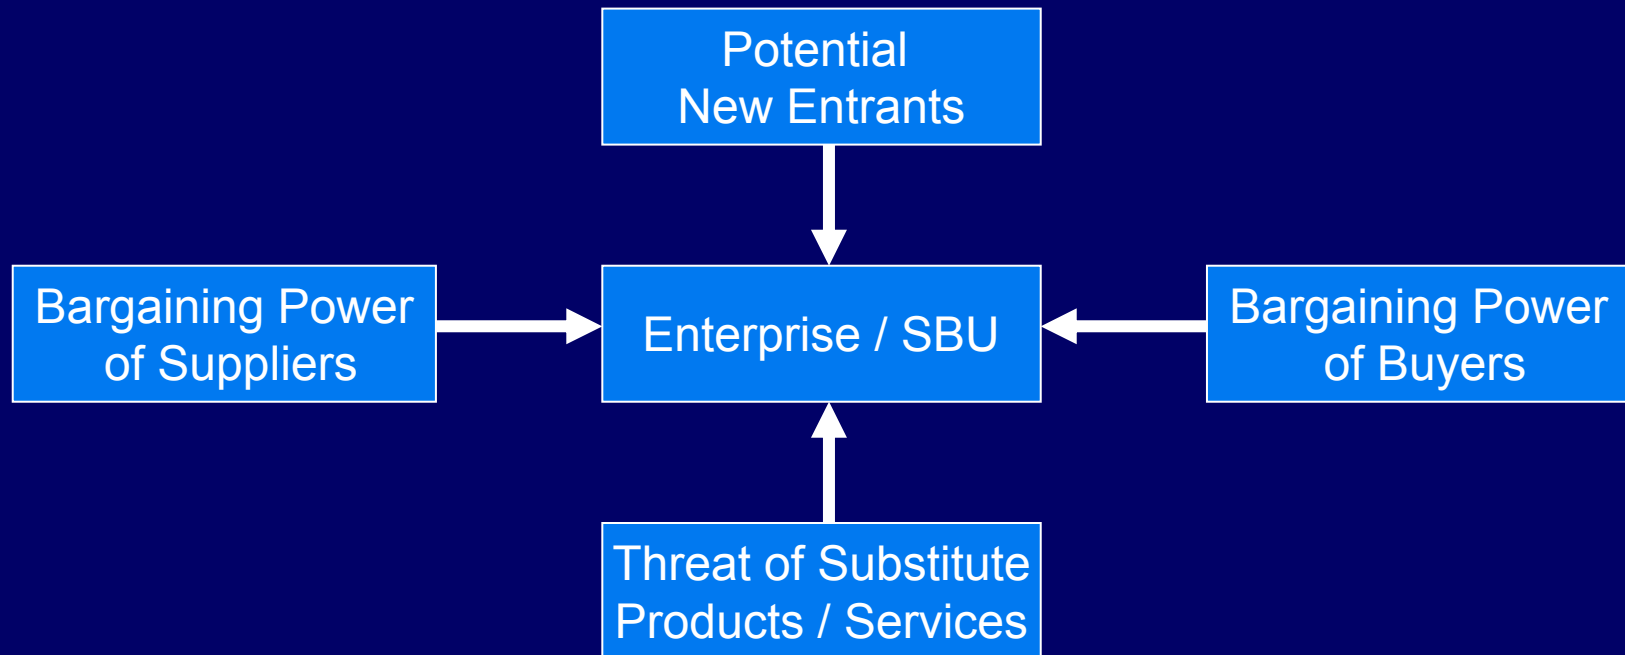 Potential
New Entrants
Bargaining Power
of Suppliers
Enterprise / SBU
Bargaining Power
of Buyers
Threat of Substitute
Products / Services